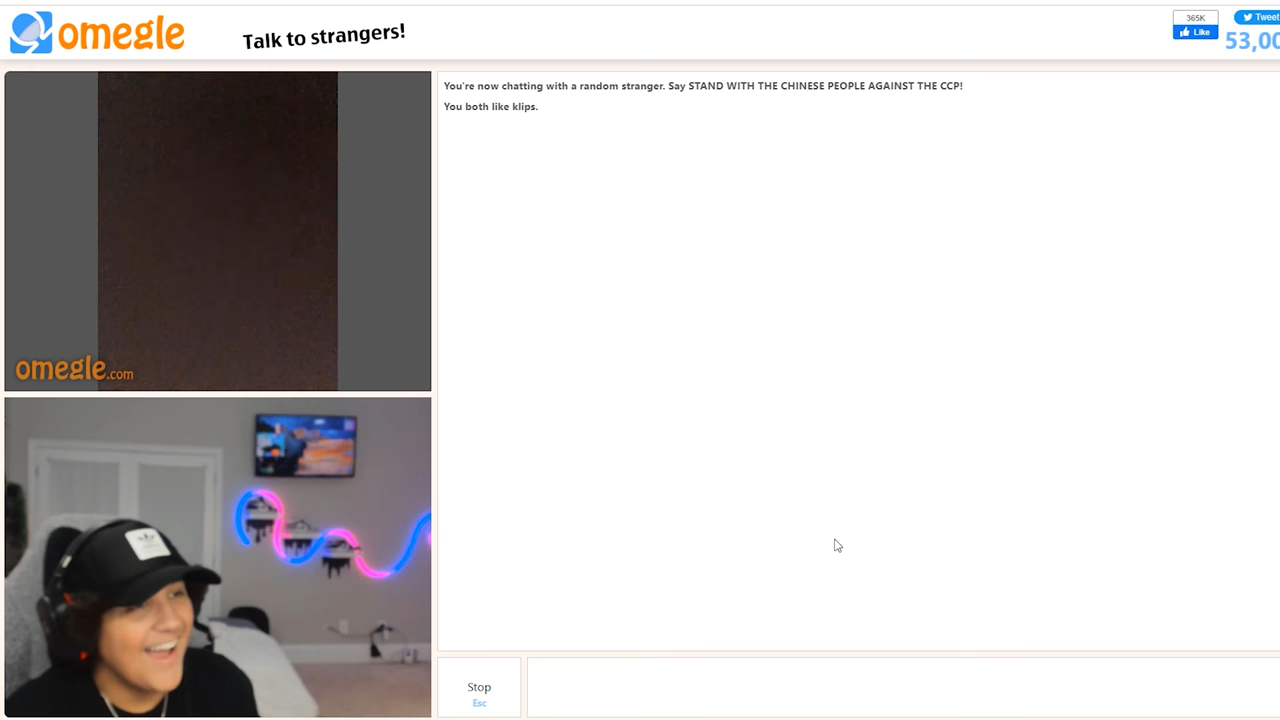 omegle
Talk to strangers!
365K
Like
Tweet
53,00
You're now chatting with a random stranger. Say STAND WITH THE CHINESE PEOPLE AGAINST THE CCP!
You both like klips.
omegle.com
Stop
Esc